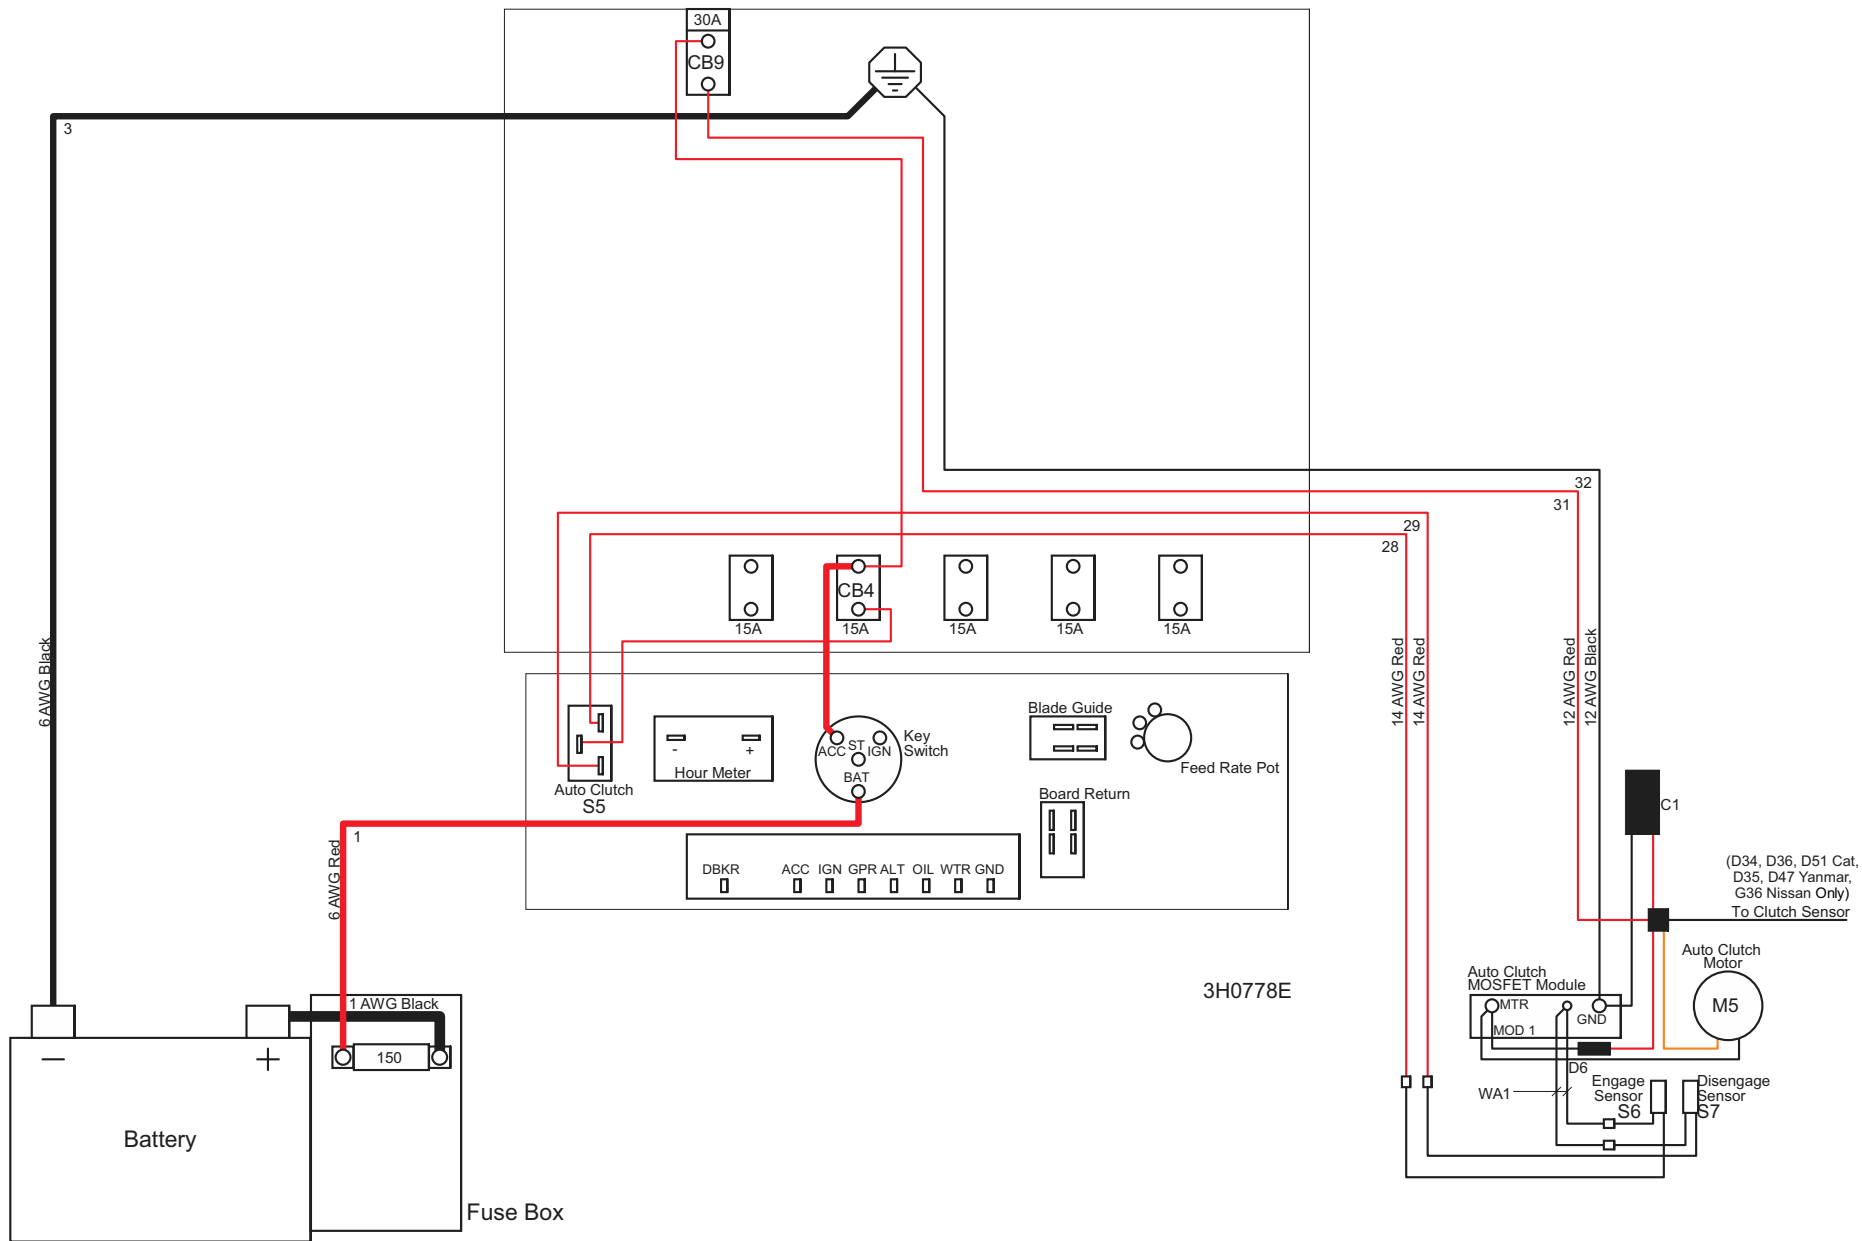 30A
CB9
3
32
31
29
28
CB4
15A
15A
15A
15A
15A
6 AWG Black
14 AWG Red
14 AWG Red
12 AWG Red
12 AWG Black
Blade Guide
Feed Rate Pot
Key
Switch
ACC
ST
IGN
BAT
-
+
Hour Meter
Auto Clutch
S5
Board Return
1
6 AWG Red
DBKR
ACC
IGN
GPR
ALT
OIL
WTR
GND
C1
(D34, D36, D51 Cat,
D35, D47 Yanmar,
G36 Nissan Only)
To Clutch Sensor
Auto Clutch
Motor
M5
Auto Clutch
MOSFET Module
MTR
GND
MOD 1
D6
3H0778E
WA1
Engage
Sensor
S6
Disengage
Sensor
S7
1 AWG Black
150
—
+
Battery
Fuse Box